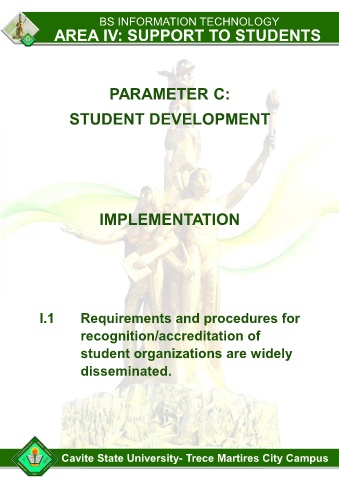 BS INFORMATION TECHNOLOGY
AREA IV: SUPPORT TO STUDENTS
PARAMETER C:
STUDENT DEVELOPMENT
IMPLEMENTATION
I.1 Requirements and procedures for
recognition/accreditation of
student organizations are widely
disseminated.
Cavite State University- Trece Martires City Campus